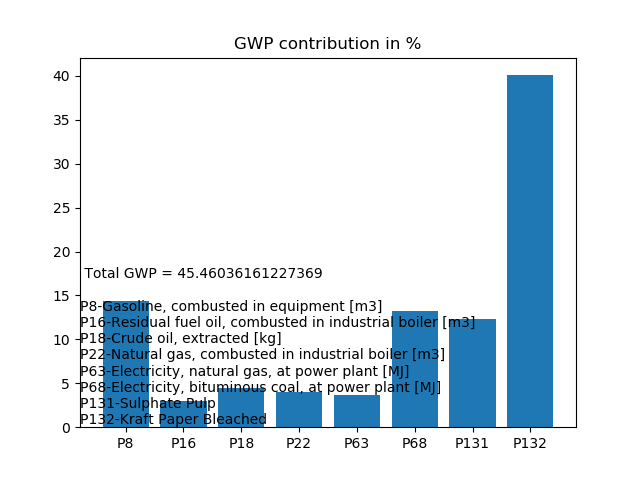 GWP contribution in %
40
35
30
25
20
15
10
5
0
Total GWP = 45.46036161227369
P8-Gasoline, combusted in equipment [m3]
P16-Residual fuel oil, combusted in industrial boiler [m3]
P18-Crude oil, extracted [kg]
P22-Natural gas, combusted in industrial boiler [m3]
P63-Electricity, natural gas, at power plant [MJ]
P68-Electricity, bituminous coal, at power plant [MJ]
P131-Sulphate Pulp
P132-Kraft Paper Bleached
P8 P16 P18 P22 P63 P68 P131 P132